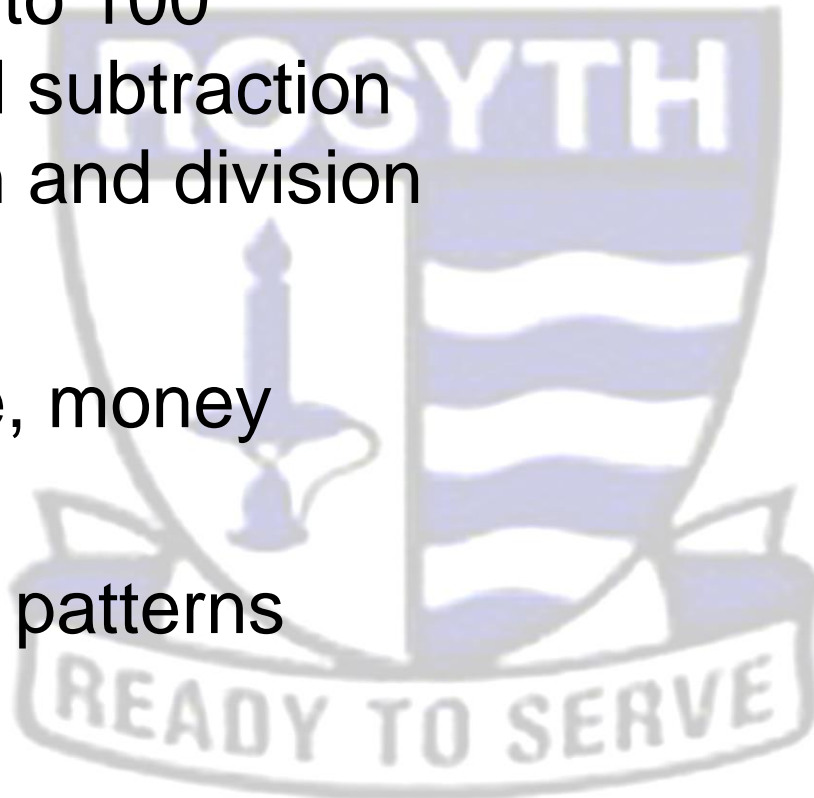 to 100
ROSYTH
subtraction
and division
, money
patterns
READY TO SERVE